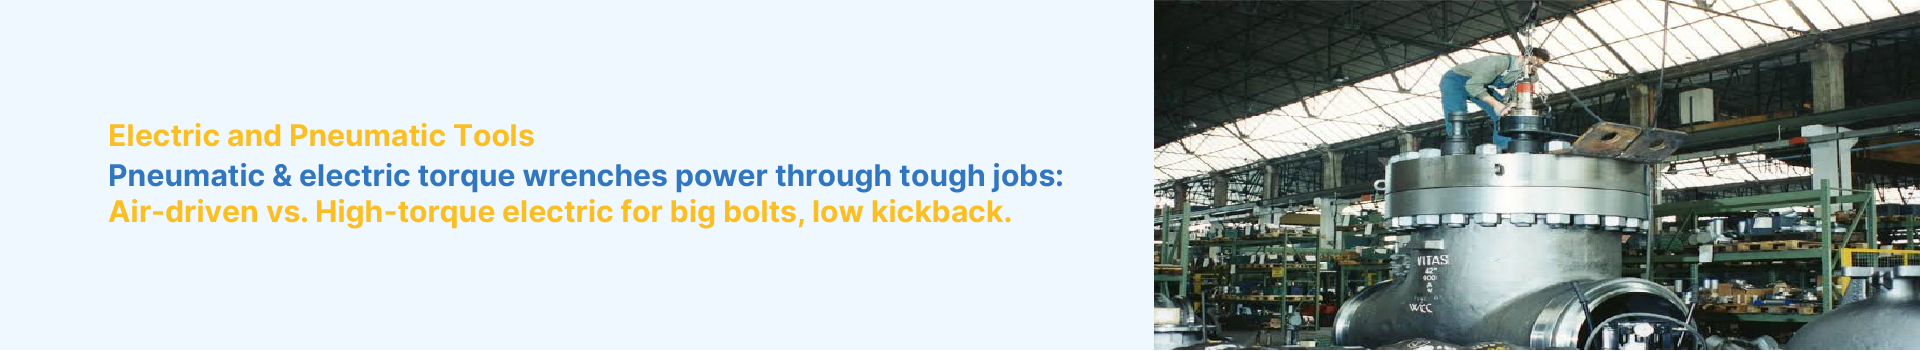 Electric and Pneumatic Tools
Pneumatic & electric torque wrenches power through tough jobs:
Air-driven vs. High-torque electric for big bolts, low kickback.
VITAS
42"
900
WCC